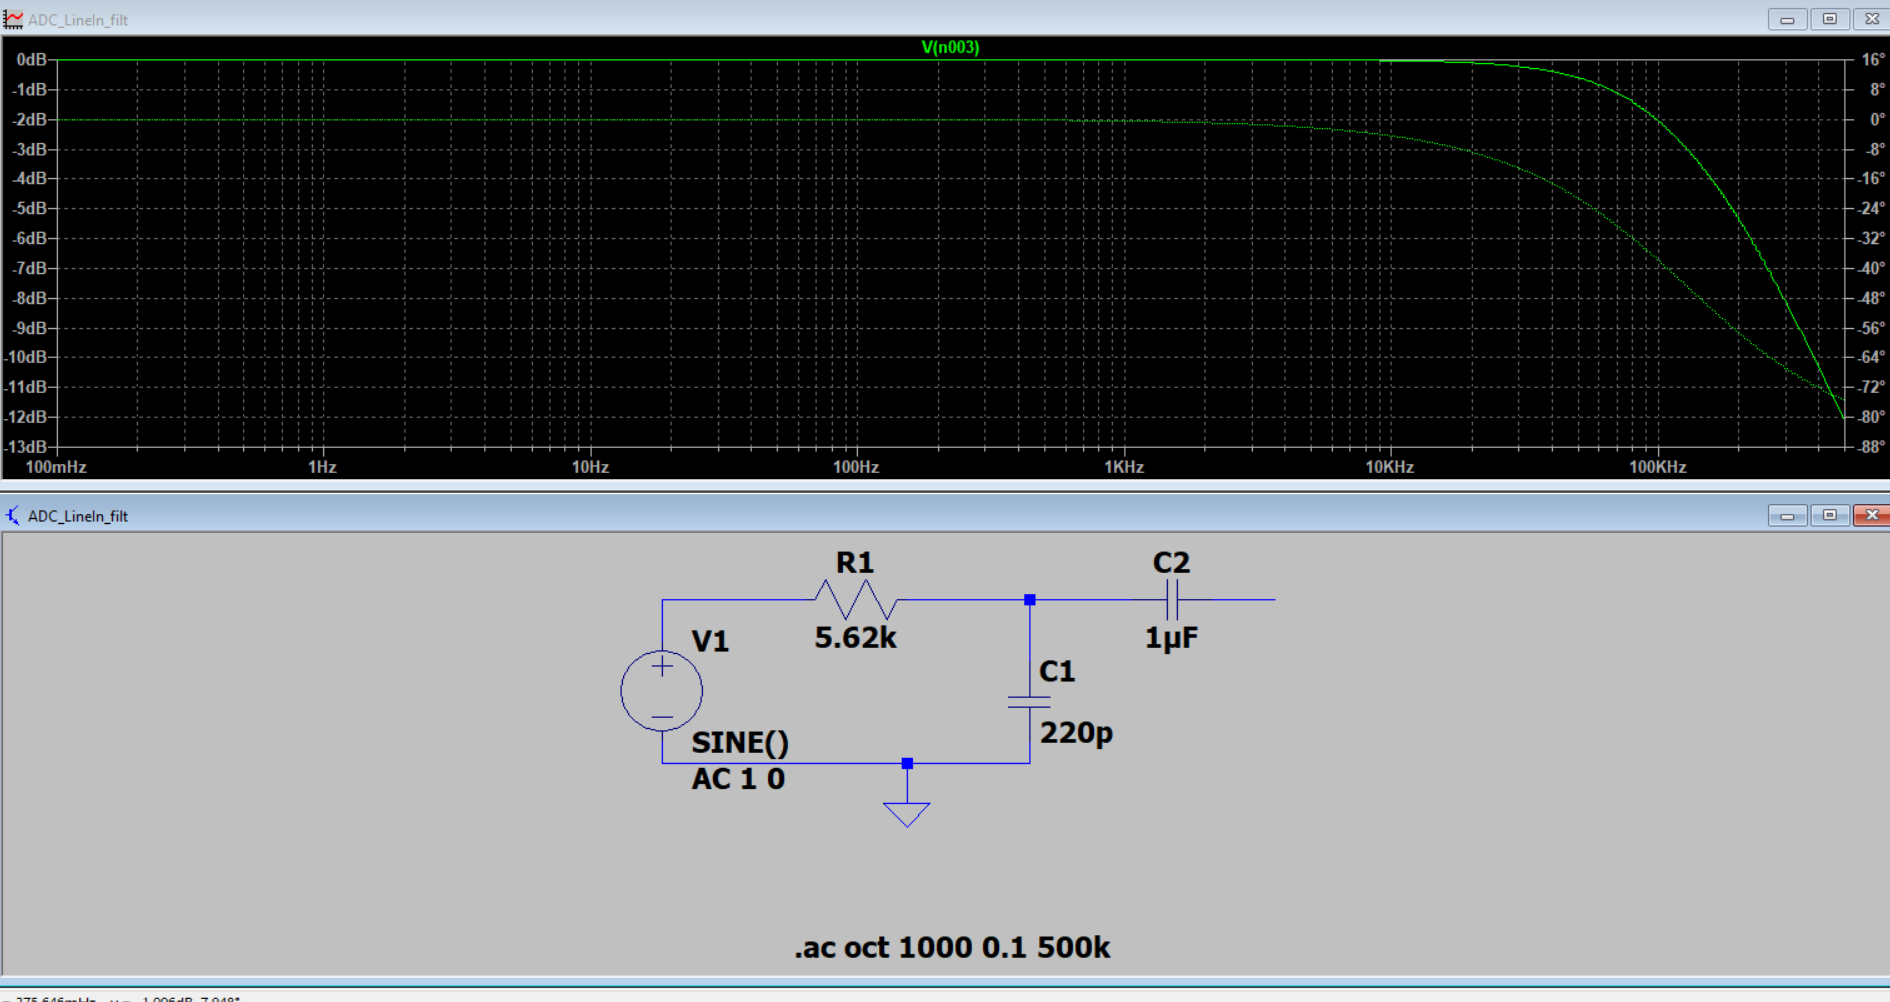 ADC_LineIn_filt
V(n003)
0dB
-1dB
-2dB
-3dB
-4dB
-5dB
-6dB
-7dB
-8dB
-9dB
-10dB
-11dB
-12dB
-13dB
16°
8°
0°
-8°
-16°
-24°
-32°
-40°
-48°
-56°
-64°
-72°
-80°
-88°
100mHz 1Hz 10Hz 100Hz 1KHz 10KHz 100KHz
ADC_LineIn_filt
R1
5.62k
C2
1µF
V1
C1
220p
SINE()
AC 1 0
.ac oct 1000 0.1 500k